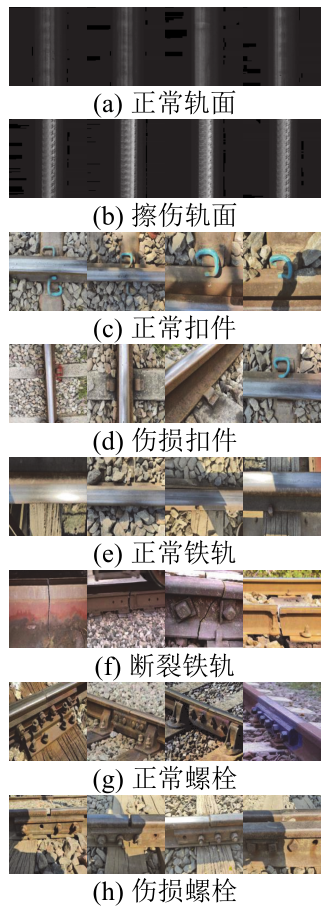 (a) 正常轨面
(b) 擦伤轨面
(c) 正常扣件
(d) 伤损扣件
(e) 正常铁轨
(f) 断裂铁轨
(g) 正常螺栓
(h) 伤损螺栓